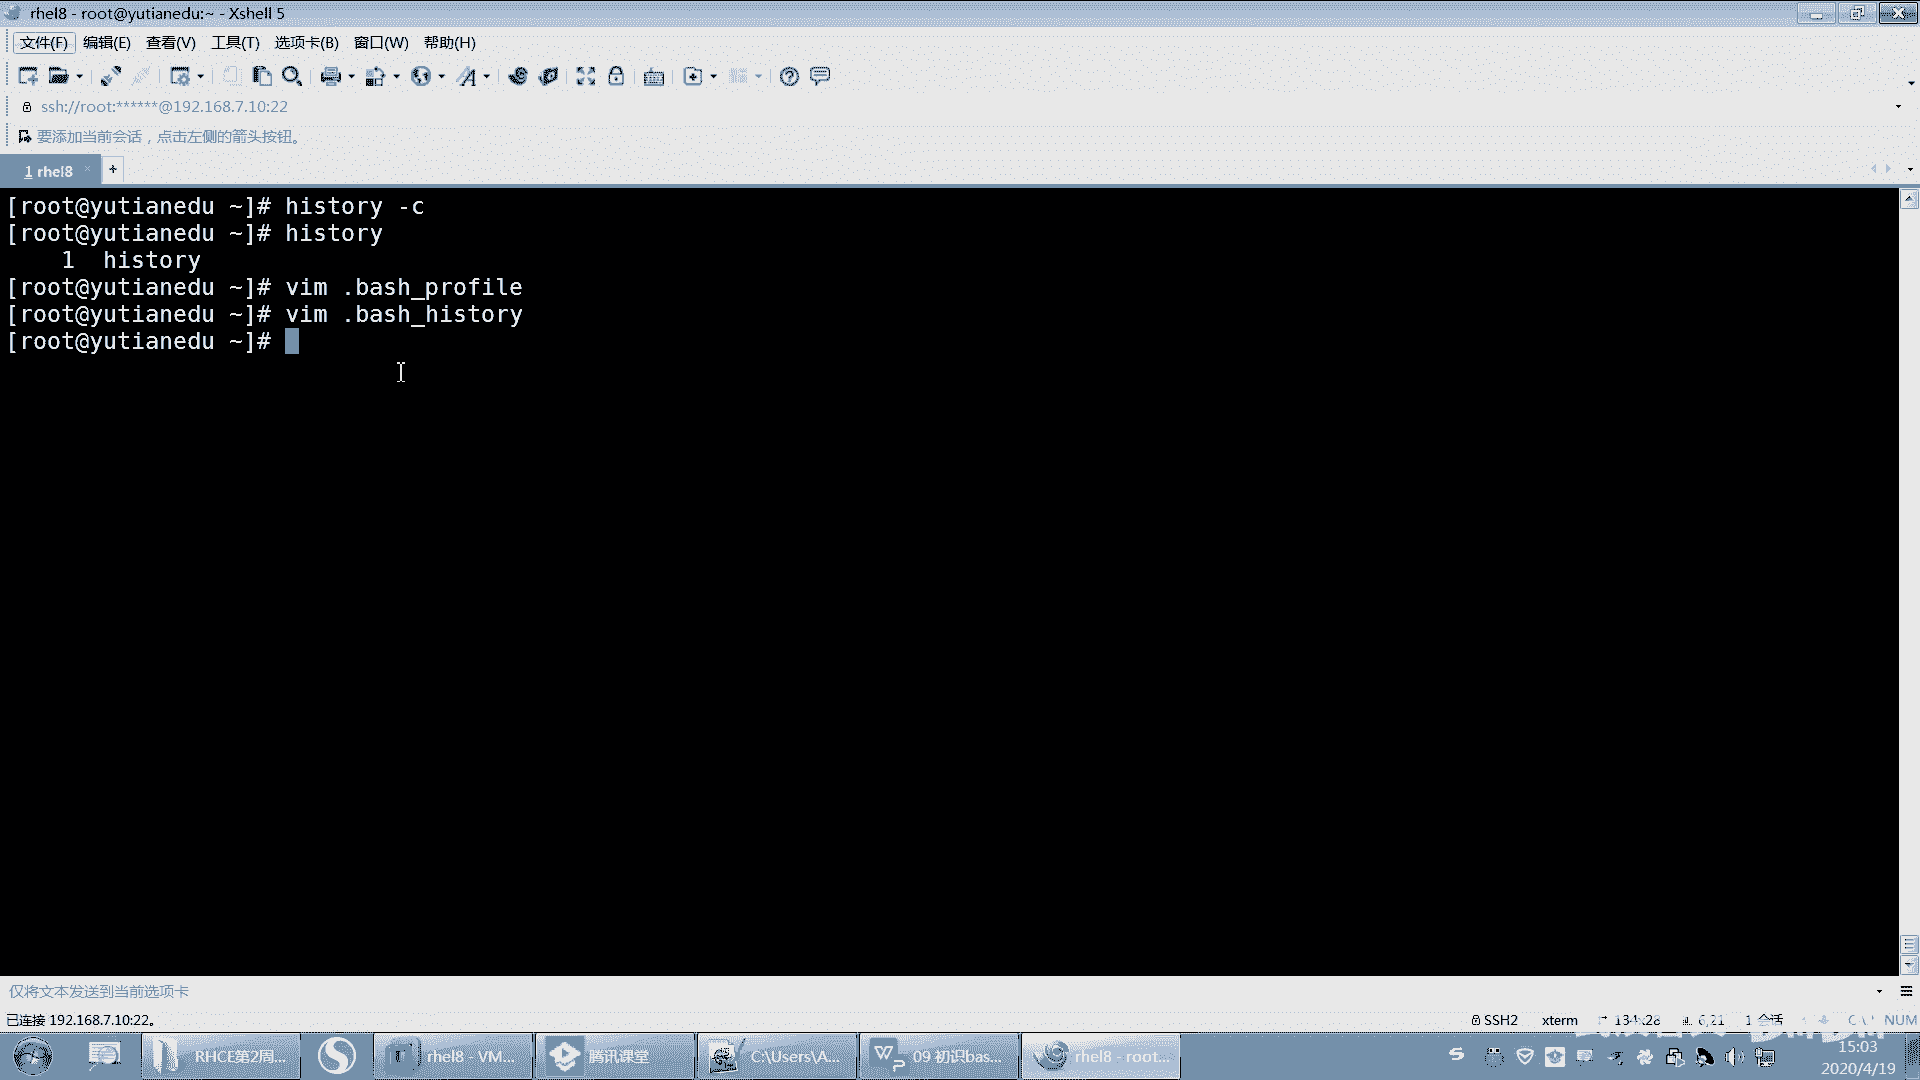 rhel8 - root@yutianedu:~ - Xshell 5
文件(F) 编辑(E) 查看(V) 工具(T) 选项卡(B) 窗口(W) 帮助(H)
ssh://root:******@192.168.7.10:22
要添加当前会话，点击左侧的箭头按钮。
1 rhel8
[root@yutianedu ~]# history -c
[root@yutianedu ~]# history
1 history
[root@yutianedu ~]# vim .bash_profile
[root@yutianedu ~]# vim .bash_history
[root@yutianedu ~]#
仅将文本发送到当前选项卡
已连接 192.168.7.10:22。
SSH2 xterm 134x28 6,21 1 会话 NUM
RHCE第2周... rhel8 - VM... 腾讯课堂 C:\Users\A... 09 初识bas... rhel8 - root...
15:03
2020/4/19